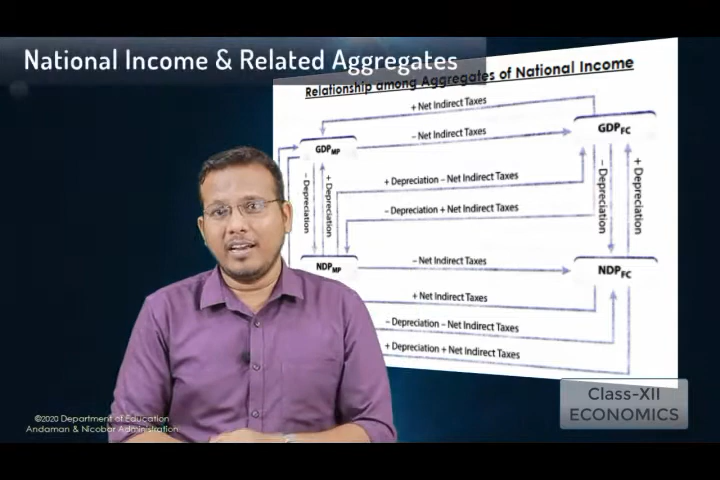 National Income & Related Aggregates
Relationship among Aggregates of National Income
+ Net Indirect Taxes
GDPMP
– Net Indirect Taxes
GDPFC
– Depreciation
+ Depreciation
+ Depreciation – Net Indirect Taxes
– Depreciation + Net Indirect Taxes
– Depreciation
+ Depreciation
NDPMP
– Net Indirect Taxes
NDPFC
+ Net Indirect Taxes
– Depreciation – Net Indirect Taxes
+ Depreciation + Net Indirect Taxes
Class-XII
ECONOMICS
©2020 Department of Education
Andaman & Nicobar Administration